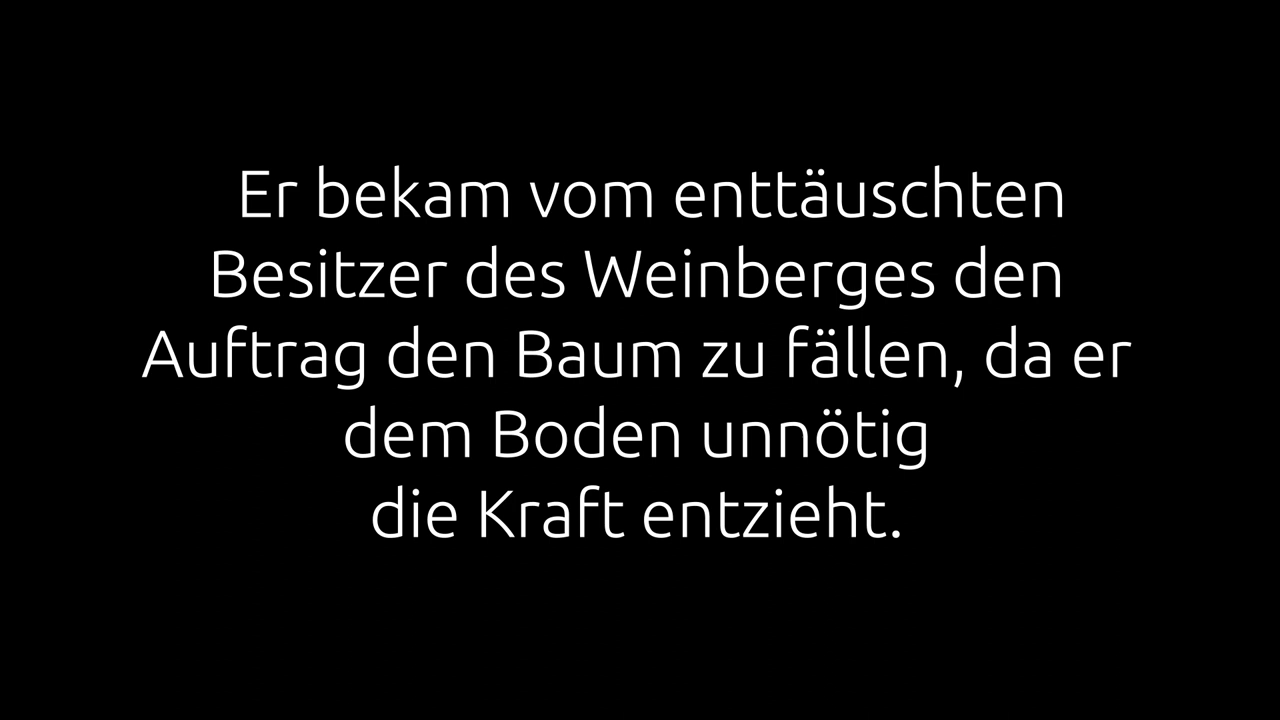 Er bekam vom enttäuschten
Besitzer des Weinberges den
Auftrag den Baum zu fällen, da er
dem Boden unnötig
die Kraft entzieht.